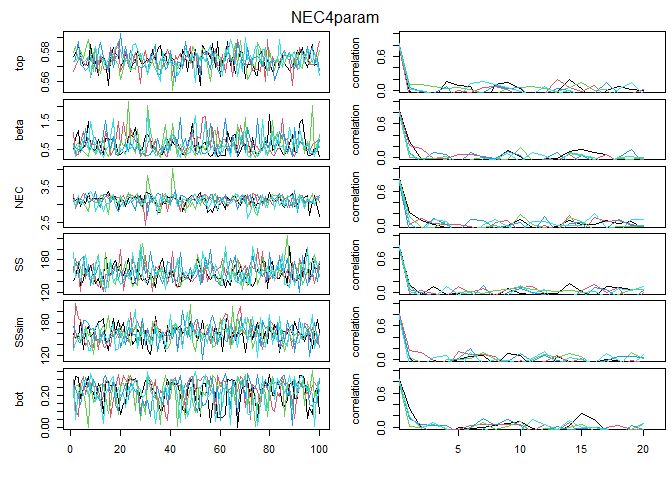 NEC4param
top
0.56 0.58
correlation
0.0 0.6
beta
0.5 1.5
correlation
0.0 0.6
NEC
2.5 3.5
correlation
0.0 0.6
SS
120 180
correlation
0.0 0.6
SSsim
120 180
correlation
0.0 0.6
bot
0.00 0.20
correlation
0.0 0.6
0 20 40 60 80 100
5 10 15 20